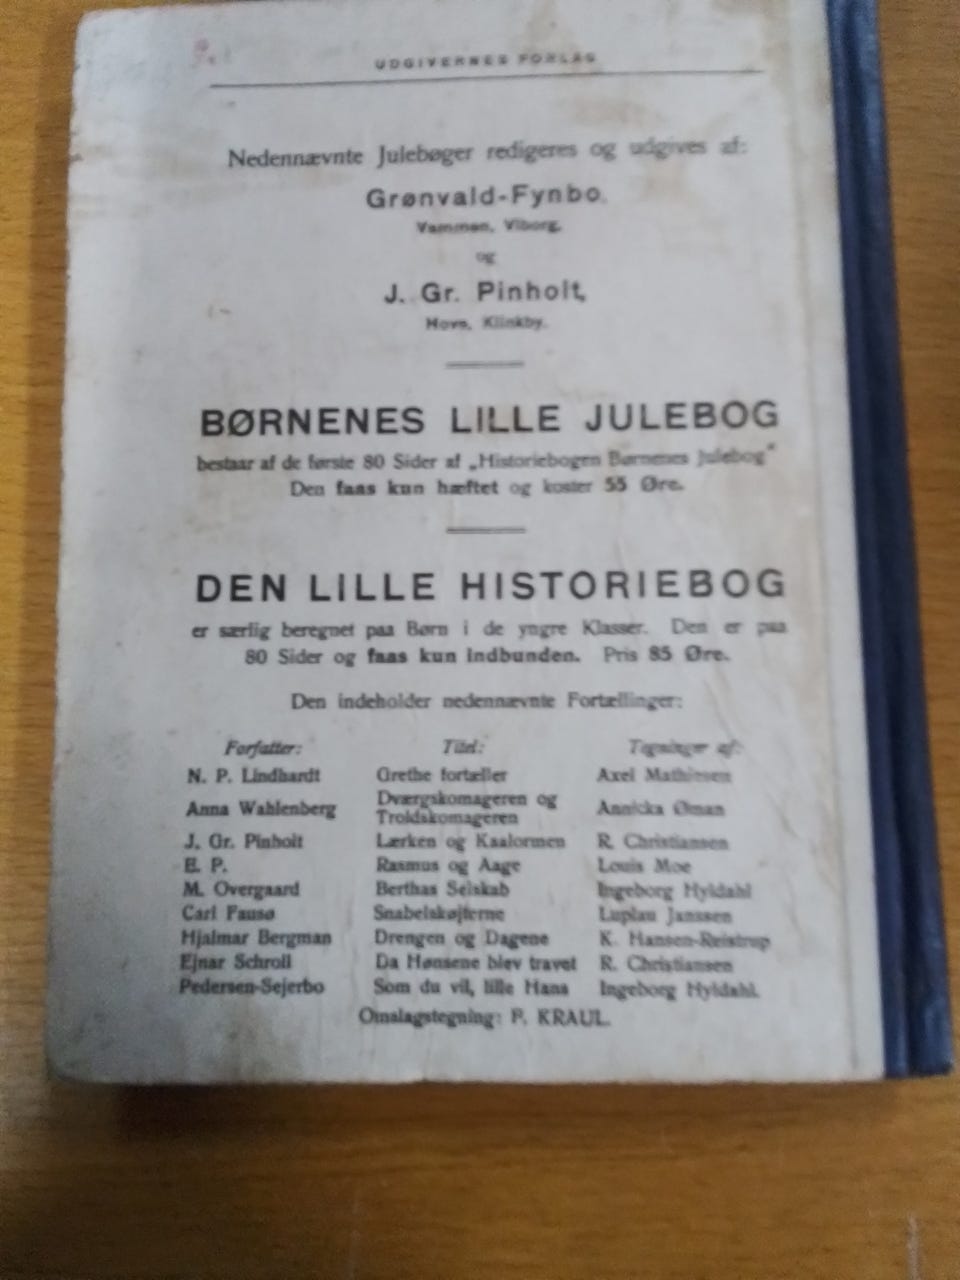 UDGIVERNES FORLAG
Nedennævnte Julebøger redigeres og udgives af:
Grønvald-Fynbo,
Vammen, Viborg.
og
J. Gr. Pinholt,
Hove, Klinkby.
BØRNENES LILLE JULEBOG
bestaar af de første 80 Sider af „Historiebogen Børnenes Julebog"
Den faas kun hæftet og koster 55 Øre.
DEN LILLE HISTORIEBOG
er særlig beregnet paa Børn i de yngre Klasser. Den er paa
80 Sider og faas kun indbunden. Pris 85 Øre.
Den indeholder nedennævnte Fortællinger:
Forfatter: Titel: Tegninger af:
N. P. Lindhardt Grethe fortæller Axel Mathiesen
Anna Wahlenberg Dværgskomageren og Troldskomageren Annicka Øman
J. Gr. Pinholt Lærken og Kaalormen R. Christiansen
E. P. Rasmus og Aage Louis Moe
M. Overgaard Berthas Selskab Ingeborg Hyldahl
Carl Fausø Snabelskøjterne Luplau Janssen
Hjalmar Bergman Drengen og Dagene K. Hansen-Reistrup
Ejnar Schroll Da Hønsene blev travet R. Christiansen
Pedersen-Sejerbo Som du vil, lille Hans Ingeborg Hyldahl.
Omslagstegning: P. KRAUL.